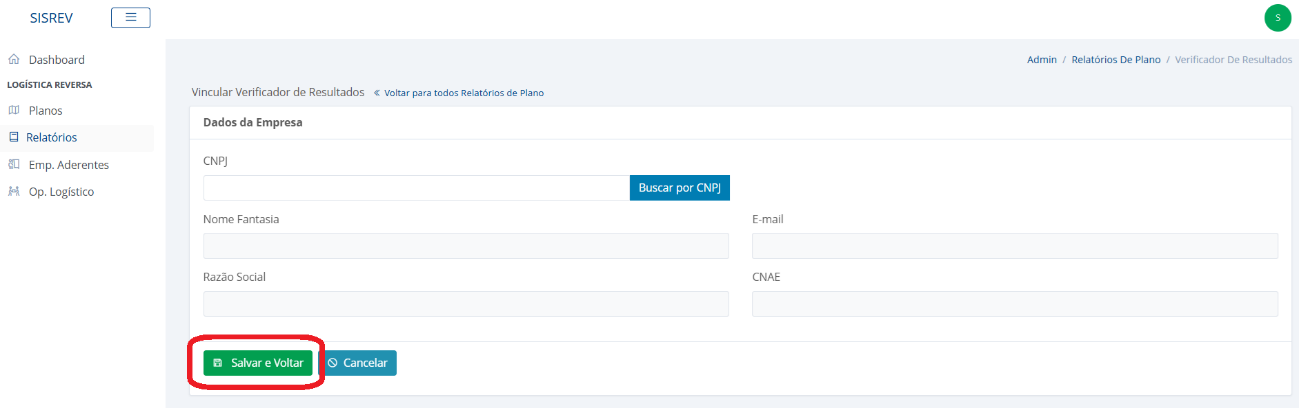 SISREV
S
Dashboard
LOGÍSTICA REVERSA
Planos
Relatórios
Emp. Aderentes
Op. Logístico
Admin / Relatórios De Plano / Verificador De Resultados
Vincular Verificador de Resultados « Voltar para todos Relatórios de Plano
Dados da Empresa
CNPJ
Buscar por CNPJ
Nome Fantasia
E-mail
Razão Social
CNAE
Salvar e Voltar
Cancelar